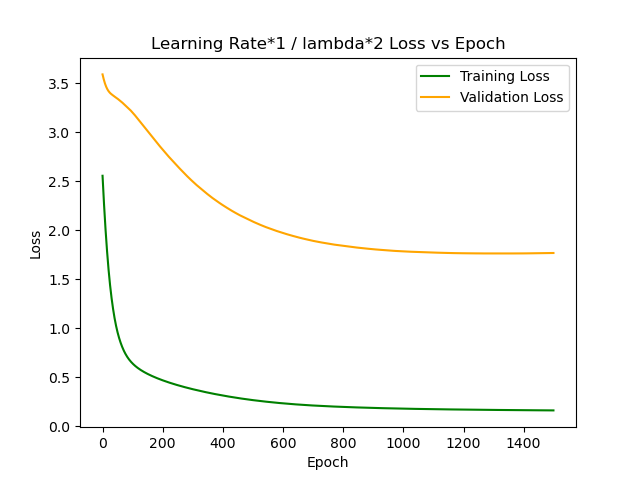 Learning Rate*1 / lambda*2 Loss vs Epoch
Training Loss
Validation Loss
3.5
3.0
2.5
2.0
1.5
1.0
0.5
0.0
Loss
0 200 400 600 800 1000 1200 1400
Epoch